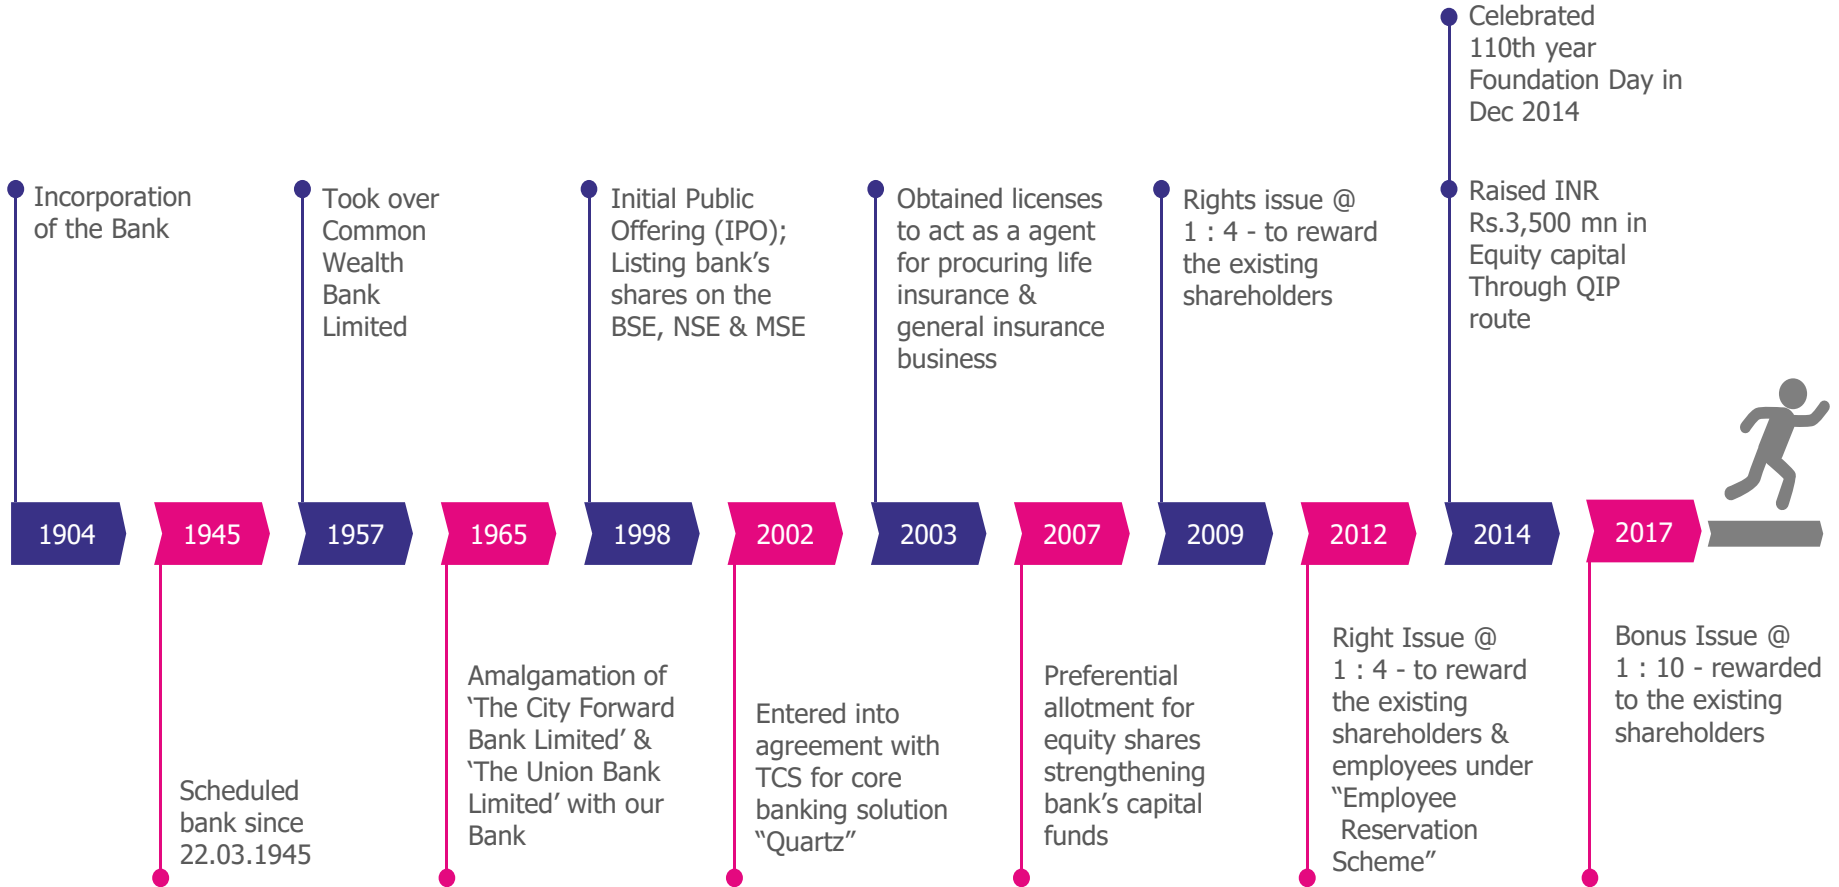 Celebrated
110th year
Foundation Day in
Dec 2014
Incorporation
of the Bank
Took over
Common
Wealth
Bank
Limited
Initial Public
Offering (IPO);
Listing bank’s
shares on the
BSE, NSE & MSE
Obtained licenses
to act as a agent
for procuring life
insurance &
general insurance
business
Rights issue @
1 : 4 - to reward
the existing
shareholders
Raised INR
Rs.3,500 mn in
Equity capital
Through QIP
route
1904
1945
1957
1965
1998
2002
2003
2007
2009
2012
2014
2017
Scheduled
bank since
22.03.1945
Amalgamation of
‘The City Forward
Bank Limited’ &
‘The Union Bank
Limited’ with our
Bank
Entered into
agreement with
TCS for core
banking solution
“Quartz”
Preferential
allotment for
equity shares
strengthening
bank’s capital
funds
Right Issue @
1 : 4 - to reward
the existing
shareholders &
employees under
“Employee
Reservation
Scheme”
Bonus Issue @
1 : 10 - rewarded
to the existing
shareholders